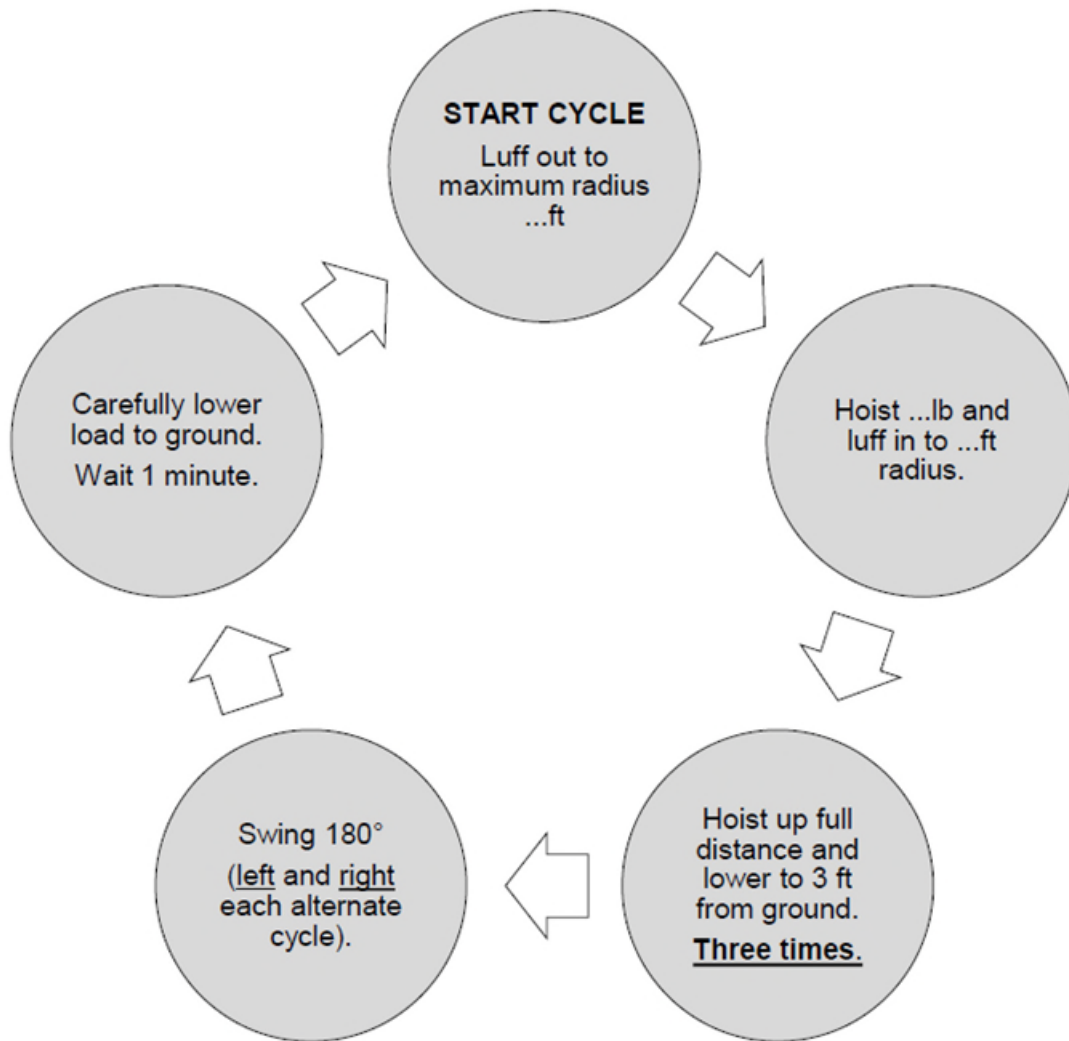 START CYCLE
Luff out to
maximum radius
...ft
Hoist ...lb and
luff in to ...ft
radius.
Hoist up full
distance and
lower to 3 ft
from ground.
Three times.
Swing 180°
(left and right
each alternate
cycle).
Carefully lower
load to ground.
Wait 1 minute.